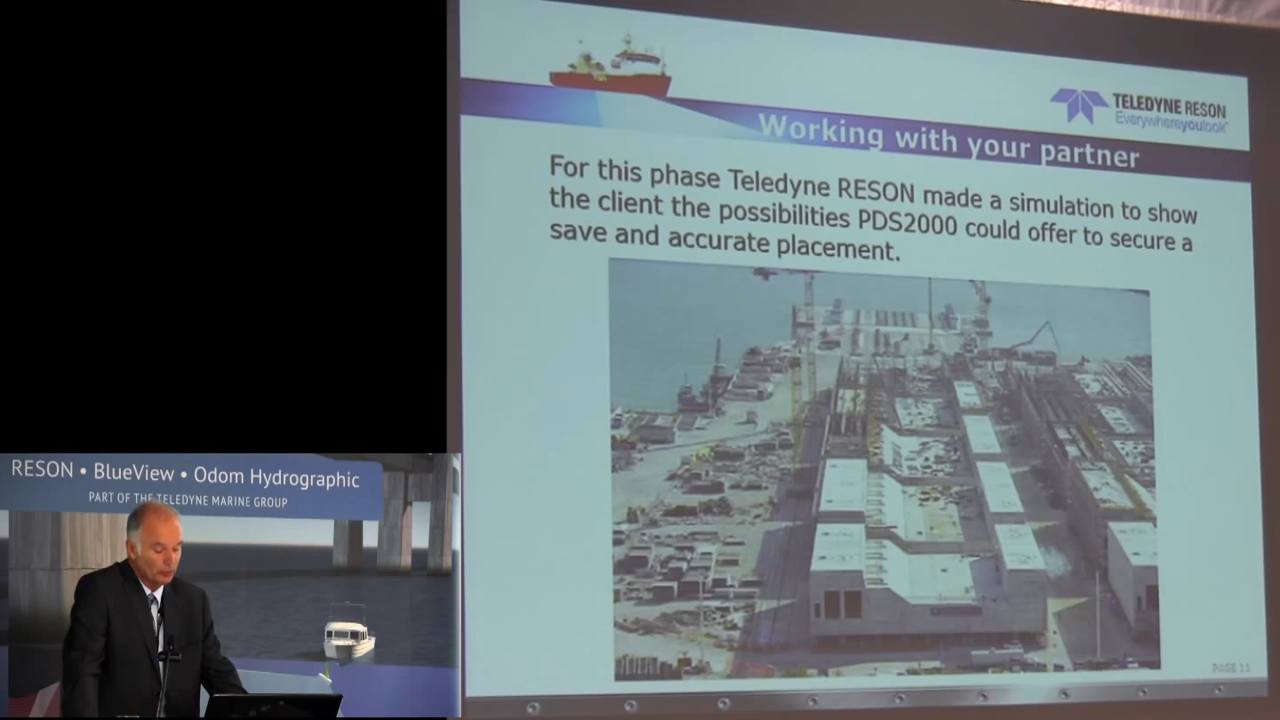 TELEDYNE RESON
Everywhereyoulook
Working with your partner
For this phase Teledyne RESON made a simulation to show
the client the possibilities PDS2000 could offer to secure a
save and accurate placement.
PAGE 11
RESON • BlueView • Odom Hydrographic
PART OF THE TELEDYNE MARINE GROUP